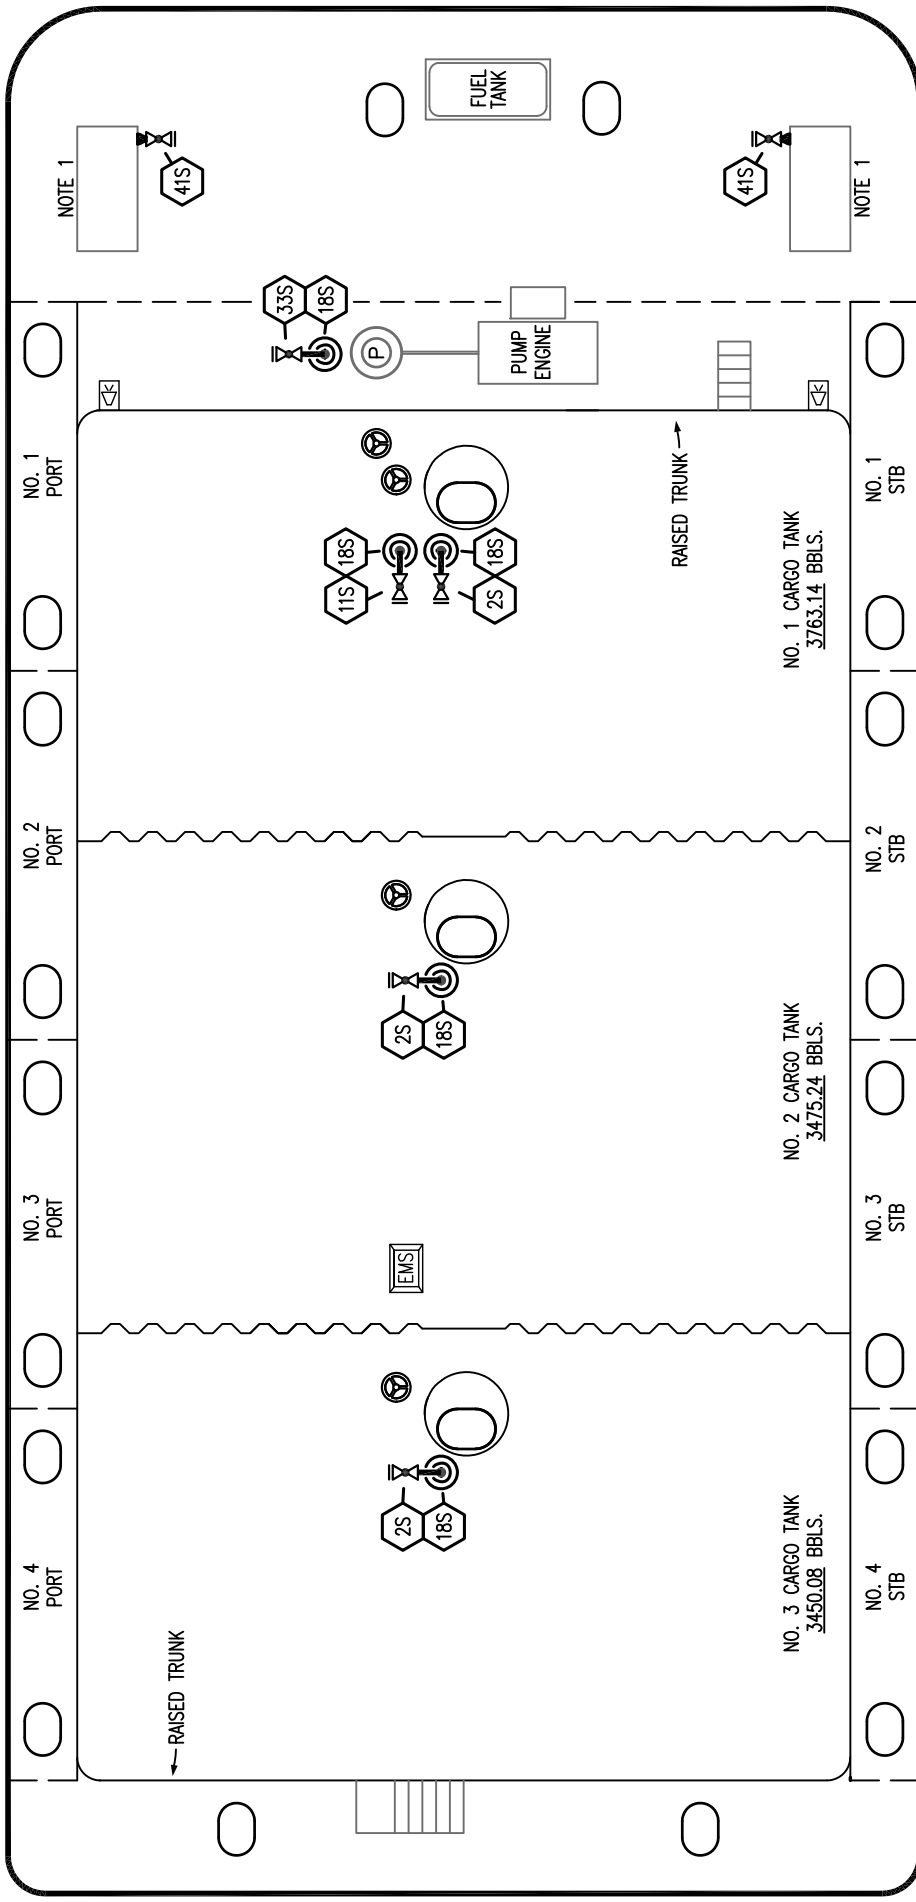 FUEL
TANK
NOTE 1
41S
41S
NOTE 1
33S
18S
P
PUMP
ENGINE
NO. 1
PORT
18S
11S
18S
2S
RAISED TRUNK
NO. 1 CARGO TANK
3763.14 BBLS.
NO. 1
STB
NO. 2
PORT
2S
18S
NO. 2 CARGO TANK
3475.24 BBLS.
NO. 2
STB
NO. 3
PORT
EMS
NO. 3
STB
NO. 4
PORT
2S
18S
NO. 3 CARGO TANK
3450.08 BBLS.
NO. 4
STB
RAISED TRUNK